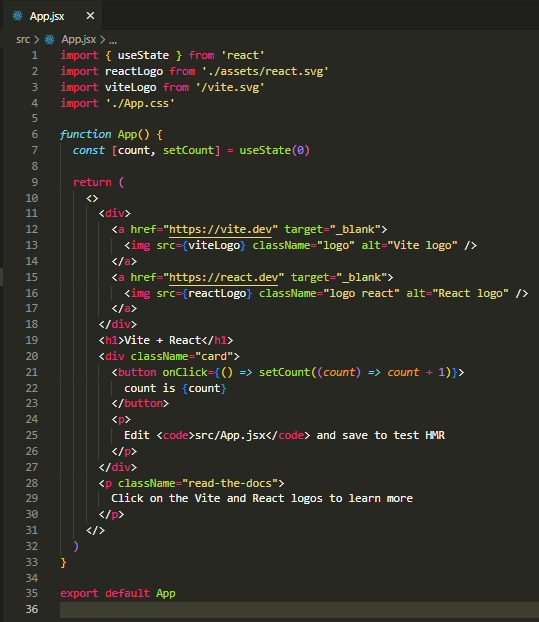 App.jsx ×
src > App.jsx > ...
1 import { useState } from 'react'
2 import reactLogo from './assets/react.svg'
3 import viteLogo from '/vite.svg'
4 import './App.css'
5
6 function App() {
7   const [count, setCount] = useState(0)
8
9   return (
10     <>
11       <div>
12         <a href="https://vite.dev" target="_blank">
13           <img src={viteLogo} className="logo" alt="Vite logo" />
14         </a>
15         <a href="https://react.dev" target="_blank">
16           <img src={reactLogo} className="logo react" alt="React logo" />
17         </a>
18       </div>
19       <h1>Vite + React</h1>
20       <div className="card">
21         <button onClick={() => setCount((count) => count + 1)}>
22           count is {count}
23         </button>
24         <p>
25           Edit <code>src/App.jsx</code> and save to test HMR
26         </p>
27       </div>
28       <p className="read-the-docs">
29         Click on the Vite and React logos to learn more
30       </p>
31     </>
32   )
33 }
34
35 export default App
36